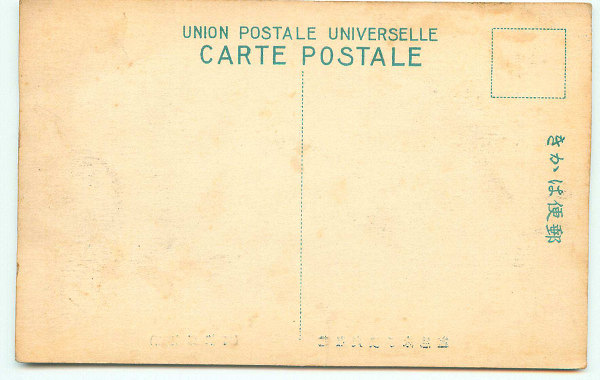 UNION POSTALE UNIVERSELLE
CARTE POSTALE
きかは便郵